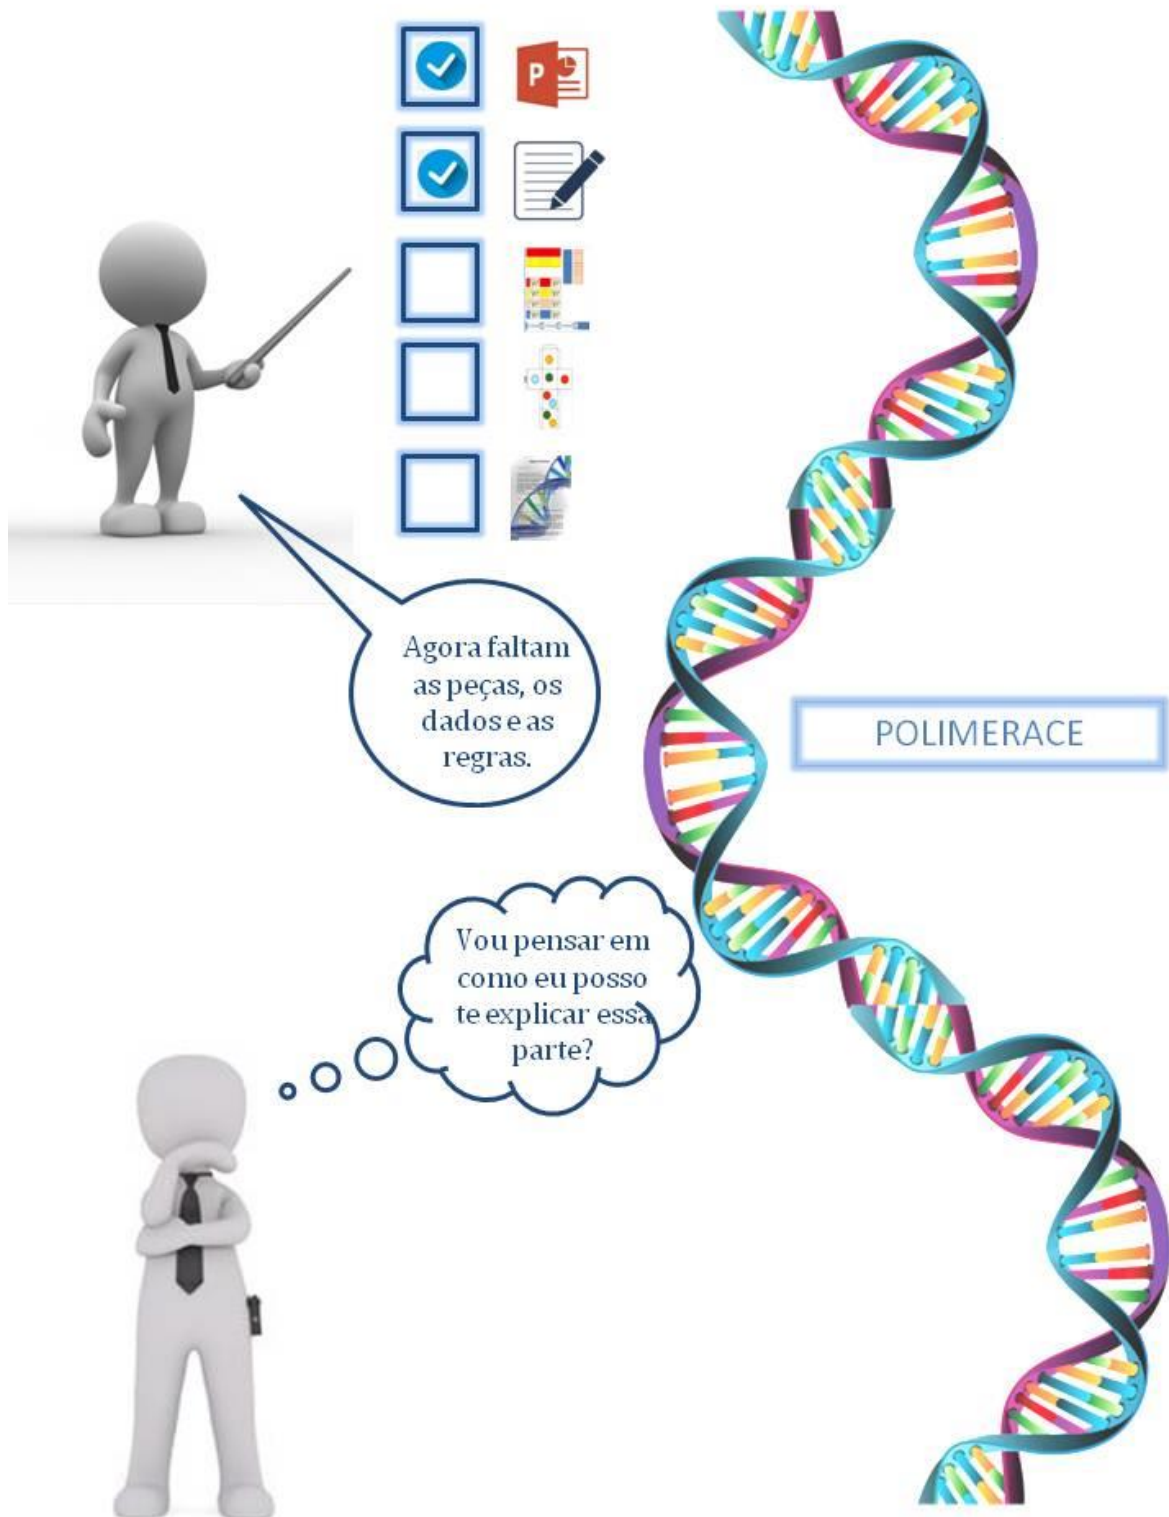 P
Agora faltam
as peças, os
dados e as
regras.
POLIMERACE
Vou pensar em
como eu posso
te explicar essa
parte?